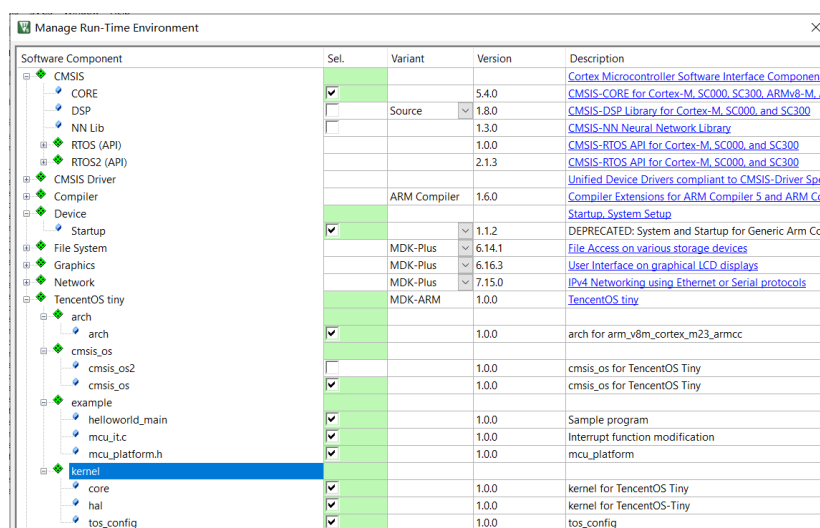 Manage Run-Time Environment
Software Component Sel. Variant Version Description
CMSIS Cortex Microcontroller Software Interface Component
CORE 5.4.0 CMSIS-CORE for Cortex-M, SC000, SC300, ARMv8-M,
DSP Source 1.8.0 CMSIS-DSP Library for Cortex-M, SC000, and SC300
NN Lib 1.3.0 CMSIS-NN Neural Network Library
RTOS (API) 1.0.0 CMSIS-RTOS API for Cortex-M, SC000, and SC300
RTOS2 (API) 2.1.3 CMSIS-RTOS API for Cortex-M, SC000, and SC300
CMSIS Driver Unified Device Drivers compliant to CMSIS-Driver Spe
Compiler ARM Compiler 1.6.0 Compiler Extensions for ARM Compiler 5 and ARM Co
Device Startup, System Setup
Startup 1.1.2 DEPRECATED: System and Startup for Generic Arm Co
File System MDK-Plus 6.14.1 File Access on various storage devices
Graphics MDK-Plus 6.16.3 User Interface on graphical LCD displays
Network MDK-Plus 7.15.0 IPv4 Networking using Ethernet or Serial protocols
TencentOS tiny MDK-ARM 1.0.0 TencentOS tiny
arch
arch 1.0.0 arch for arm_v8m_cortex_m23_armcc
cmsis_os
cmsis_os2 1.0.0 cmsis_os for TencentOS Tiny
cmsis_os 1.0.0 cmsis_os for TencentOS Tiny
example
helloworld_main 1.0.0 Sample program
mcu_it.c 1.0.0 Interrupt function modification
mcu_platform.h 1.0.0 mcu_platform
kernel
core 1.0.0 kernel for TencentOS Tiny
hal 1.0.0 kernel for TencentOS-Tiny
tos_config 1.0.0 tos_config